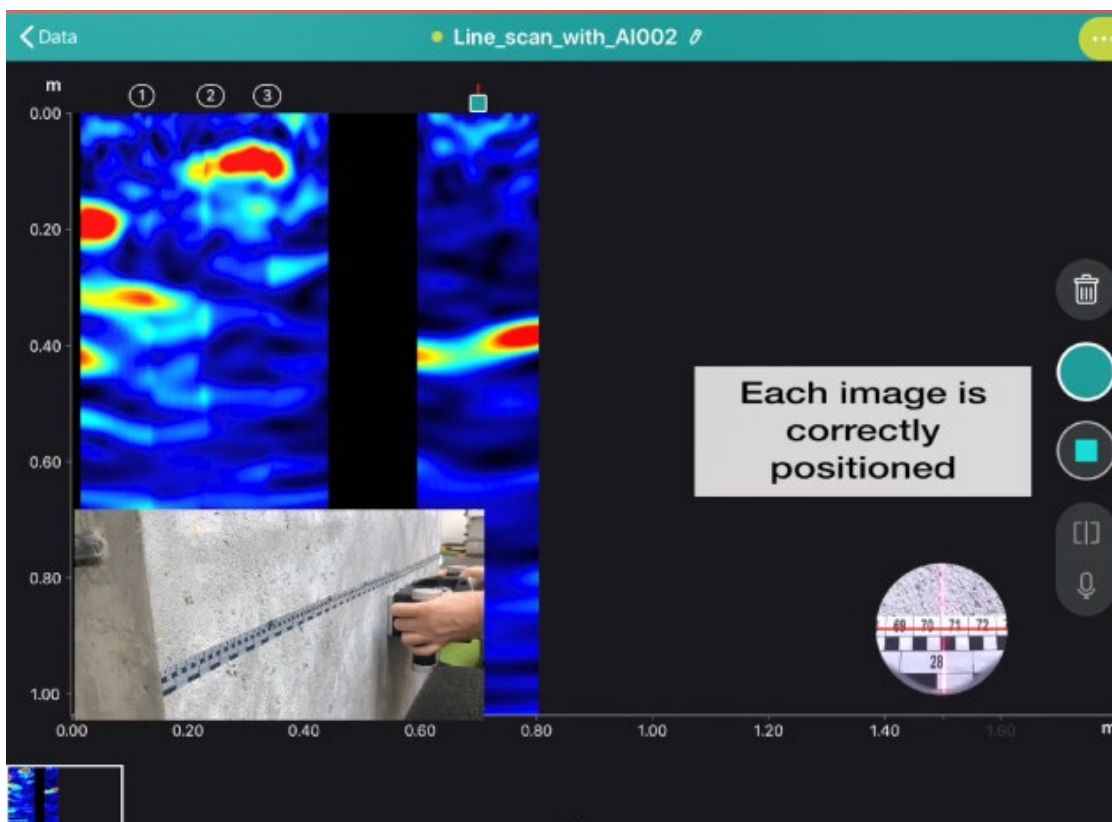 Data
Line_scan_with_AI002
m
1 2 3
0.00
0.20
0.40
0.60
0.80
1.00
Each image is
correctly
positioned
69 70 71 72
28
0.00 0.20 0.40 0.60 0.80 1.00 1.20 1.40 1.60 m